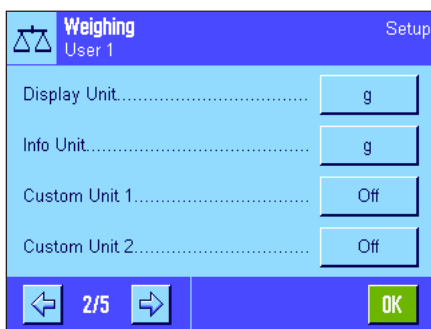 Weighing
Setup
User 1
Display Unit.................................. g
Info Unit....................................... g
Custom Unit 1............................... Off
Custom Unit 2............................... Off
2/5
OK